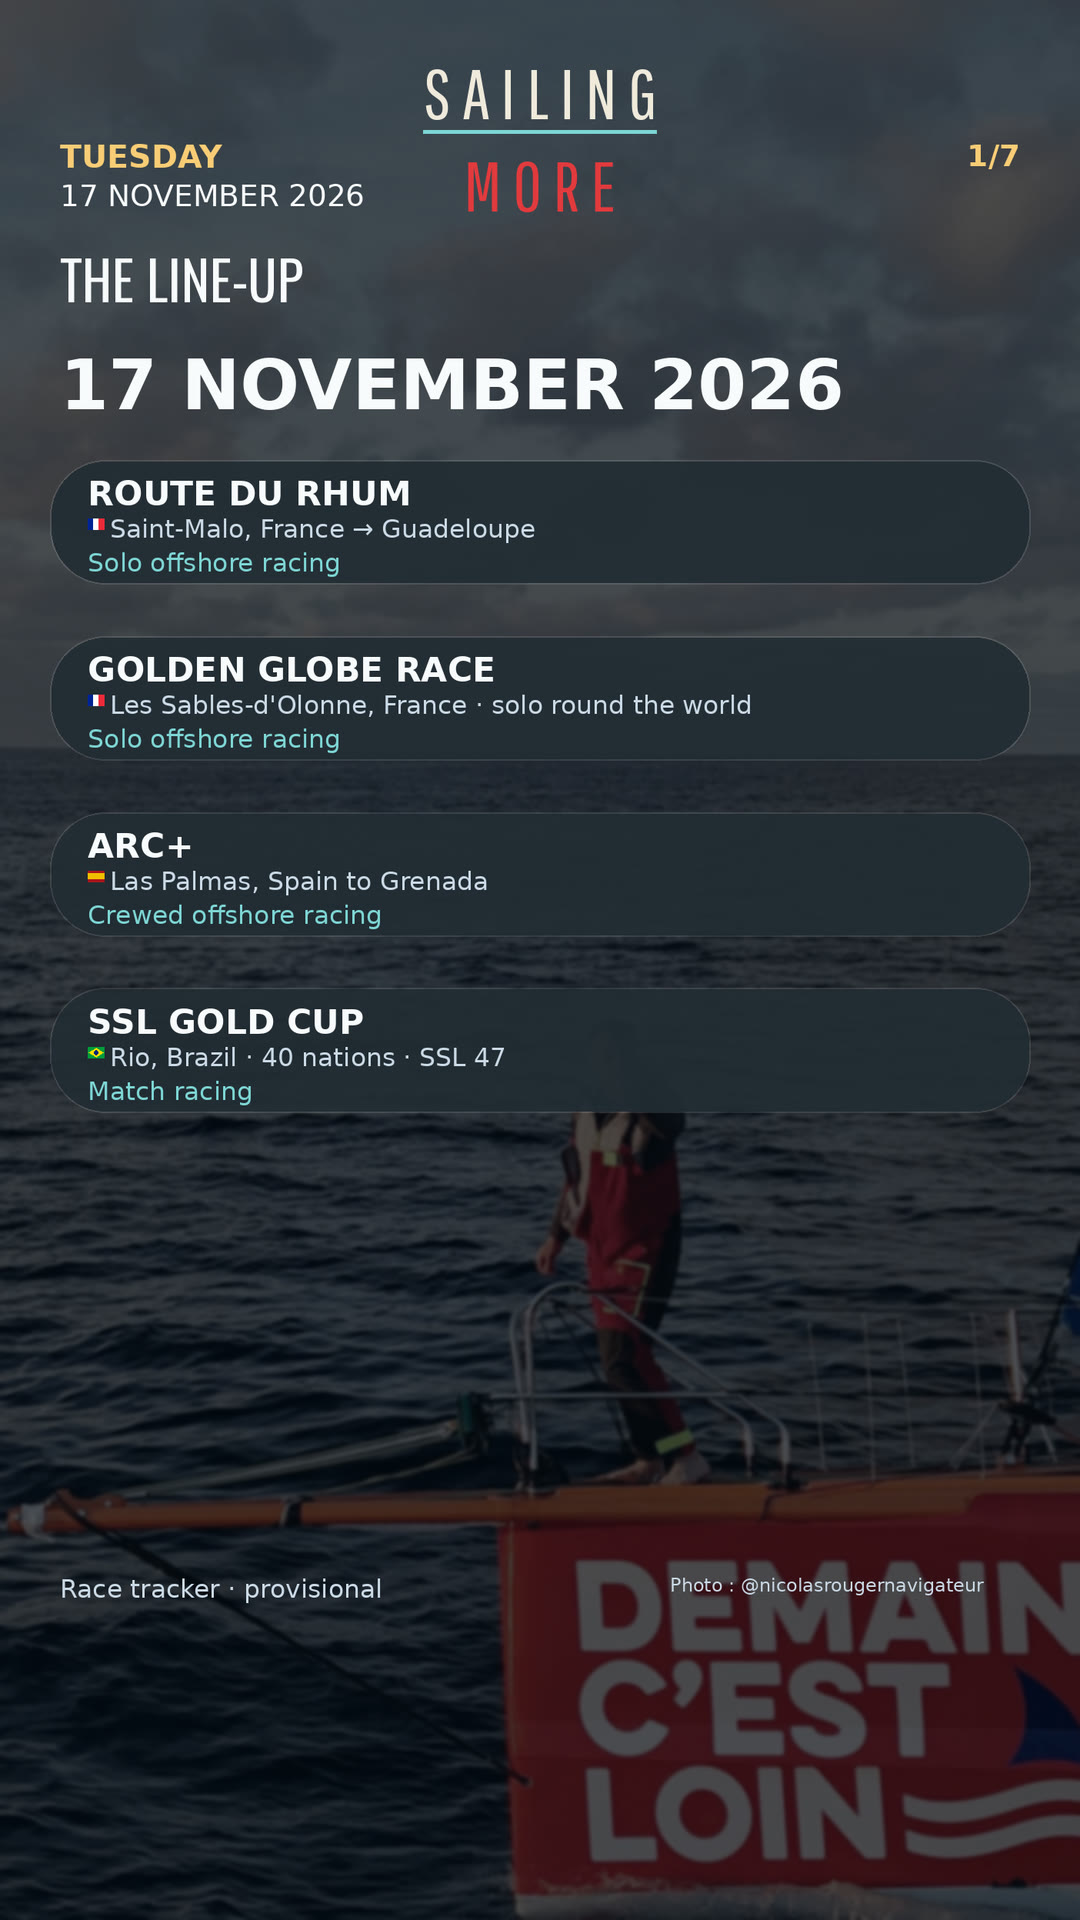 SAILING
MORE
TUESDAY
17 NOVEMBER 2026
1/7
THE LINE-UP
17 NOVEMBER 2026
ROUTE DU RHUM
Saint-Malo, France → Guadeloupe
Solo offshore racing
GOLDEN GLOBE RACE
Les Sables-d'Olonne, France · solo round the world
Solo offshore racing
ARC+
Las Palmas, Spain to Grenada
Crewed offshore racing
SSL GOLD CUP
Rio, Brazil · 40 nations · SSL 47
Match racing
Race tracker · provisional
Photo : @nicolasrougernavigateur
DEMAIN
C'EST
LOIN